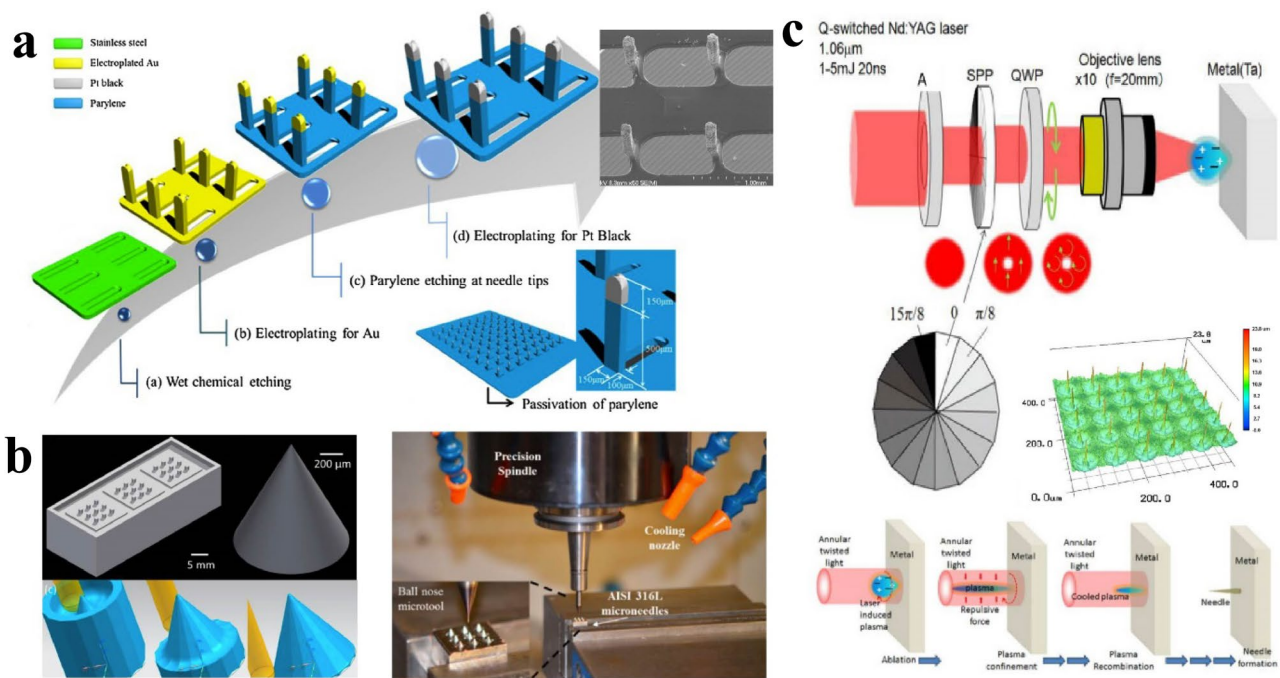 a
Stainless steel
Electroplated Au
Pt black
Parylene
1.00mm
(d) Electroplating for Pt Black
(c) Parylene etching at needle tips
(b) Electroplating for Au
(a) Wet chemical etching
150μm
500μm
150μm
100μm
Passivation of parylene
b
200 μm
5 mm
(c)
Precision
Spindle
Cooling
nozzle
Ball nose
microtool
AISI 316L
microneedles
c
Q-switched Nd:YAG laser
1.06μm
1-5mJ 20ns
A
SPP
QWP
Objective lens
x10 (f=20mm)
Metal(Ta)
15π/8
0
π/8
23.8
um
400.0
200.0
0.0um
200.0
400.0
Annular
twisted
light
Metal
Laser
induced
plasma
Ablation
Annular
twisted
light
Metal
plasma
Repulsive
force
Plasma
confinement
Annular
twisted
light
Metal
Cooled plasma
Plasma
Recombination
Metal
Needle
Needle
formation